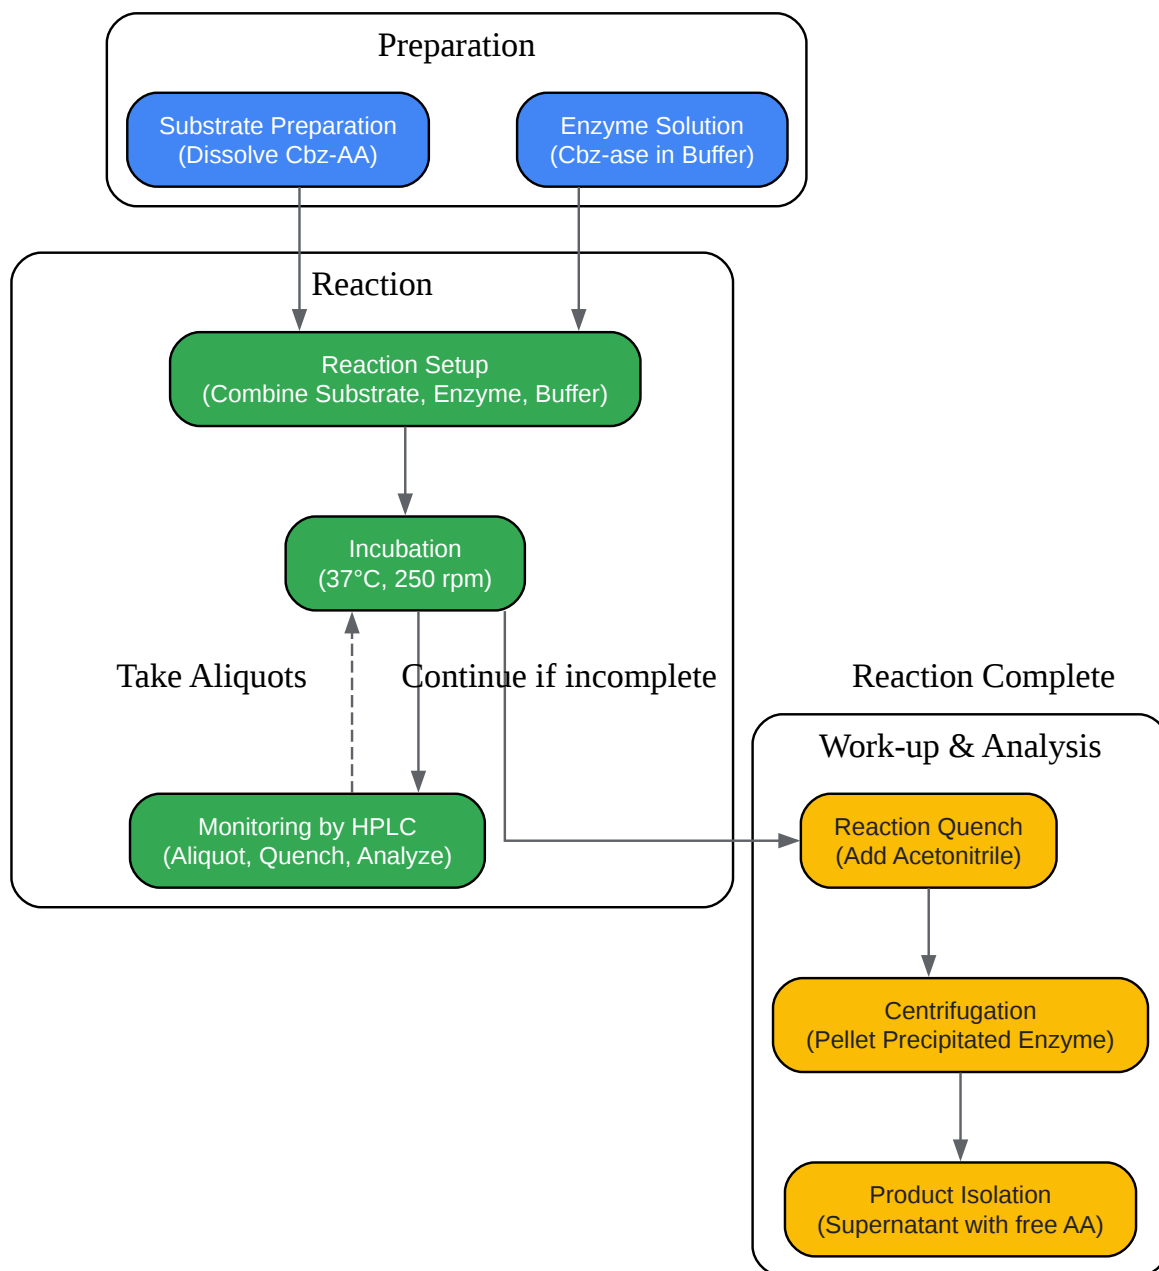 Preparation
Substrate Preparation
(Dissolve Cbz-AA)
Enzyme Solution
(Cbz-ase in Buffer)
Reaction
Reaction Setup
(Combine Substrate, Enzyme, Buffer)
Incubation
(37°C, 250 rpm)
Take Aliquots
Continue if incomplete
Reaction Complete
Monitoring by HPLC
(Aliquot, Quench, Analyze)
Work-up & Analysis
Reaction Quench
(Add Acetonitrile)
Centrifugation
(Pellet Precipitated Enzyme)
Product Isolation
(Supernatant with free AA)